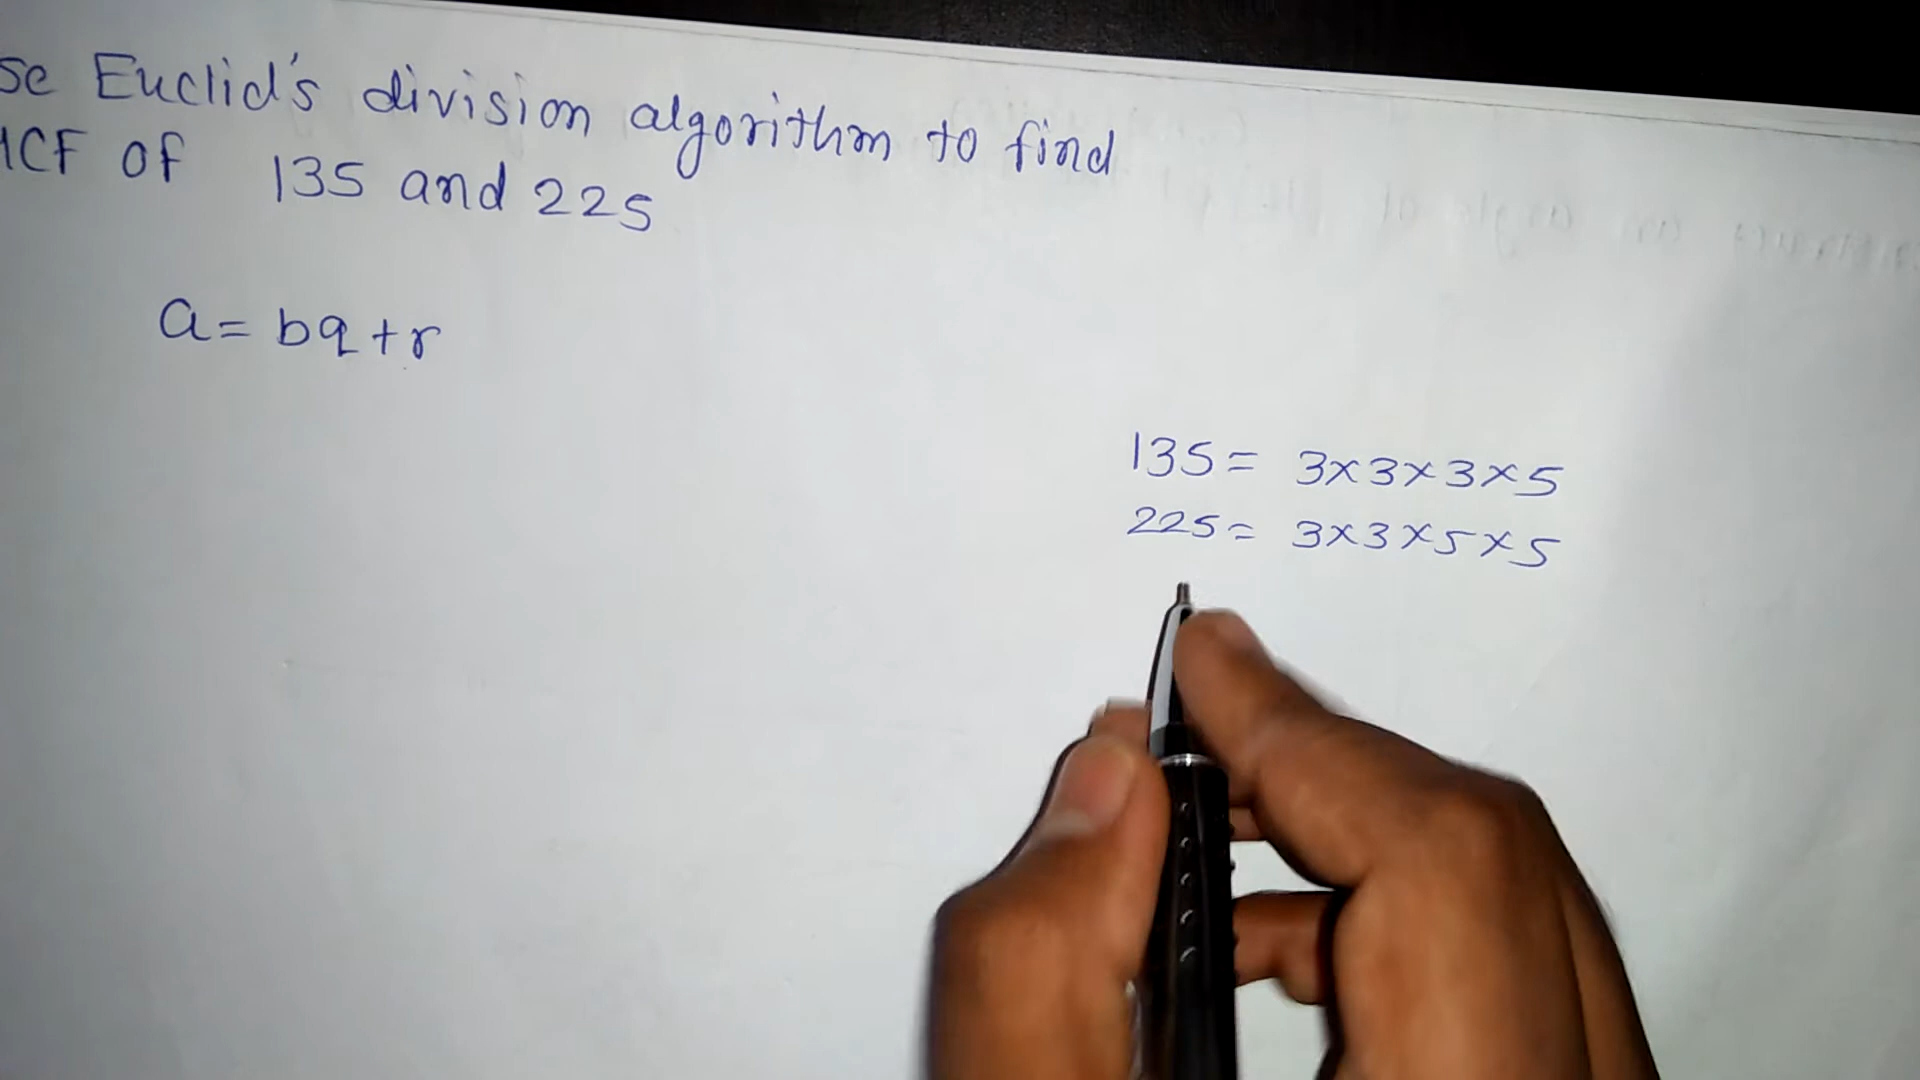 se Euclid's division algorithm to find
HCF of 135 and 225
a = bq + r
135 = 3×3×3×5
225 = 3×3×5×5